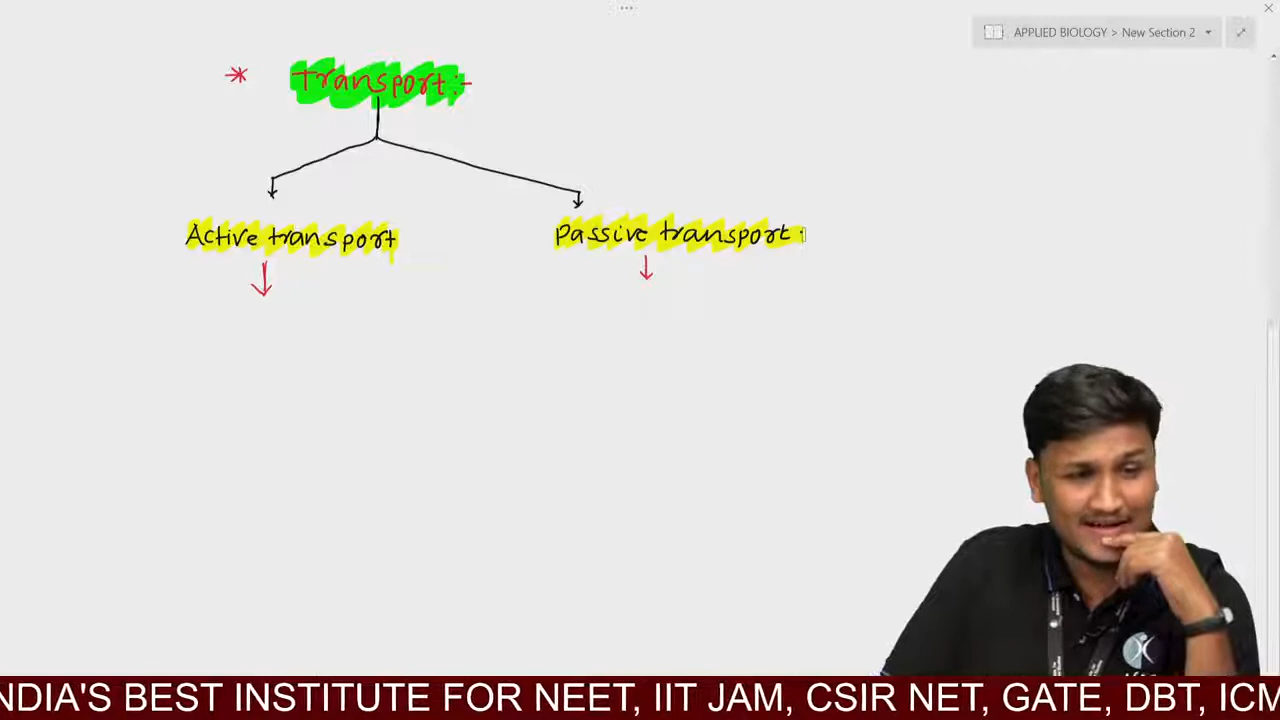 APPLIED BIOLOGY > New Section 2
* Transport:-
Active transport
Passive transport :
NDIA'S BEST INSTITUTE FOR NEET, IIT JAM, CSIR NET, GATE, DBT, ICM